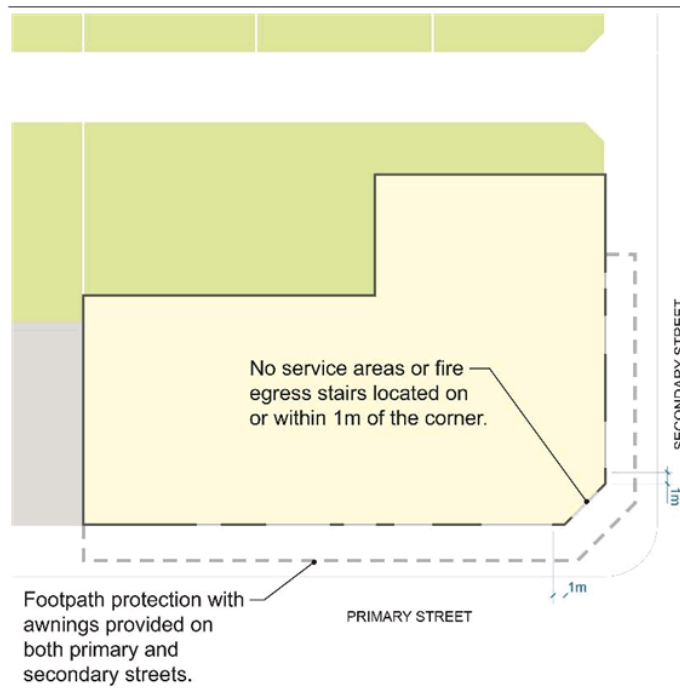 No service areas or fire
egress stairs located on
or within 1m of the corner.
SECONDARY STREET
1m
1m
PRIMARY STREET
Footpath protection with
awnings provided on
both primary and
secondary streets.